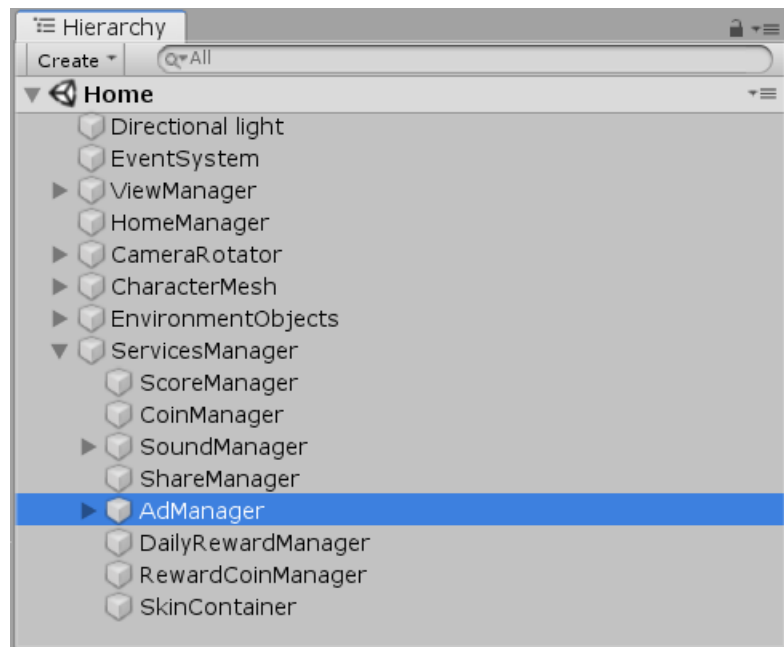 Hierarchy
Create All
Home
Directional light
EventSystem
ViewManager
HomeManager
CameraRotator
CharacterMesh
EnvironmentObjects
ServicesManager
ScoreManager
CoinManager
SoundManager
ShareManager
AdManager
DailyRewardManager
RewardCoinManager
SkinContainer